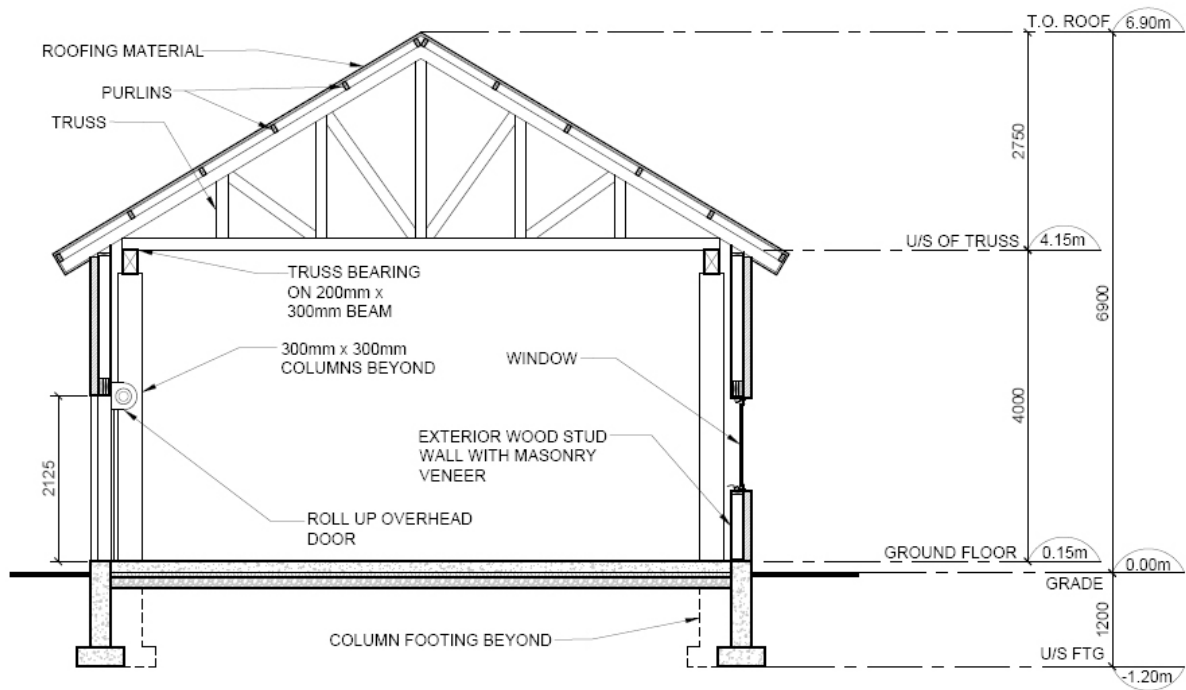 T.O. ROOF 6.90m
ROOFING MATERIAL
PURLINS
TRUSS
2750
U/S OF TRUSS 4.15m
TRUSS BEARING
ON 200mm x
300mm BEAM
6900
300mm x 300mm
COLUMNS BEYOND
WINDOW
4000
EXTERIOR WOOD STUD
WALL WITH MASONRY
VENEER
2125
ROLL UP OVERHEAD
DOOR
GROUND FLOOR 0.15m
0.00m
GRADE
1200
COLUMN FOOTING BEYOND
U/S FTG
-1.20m